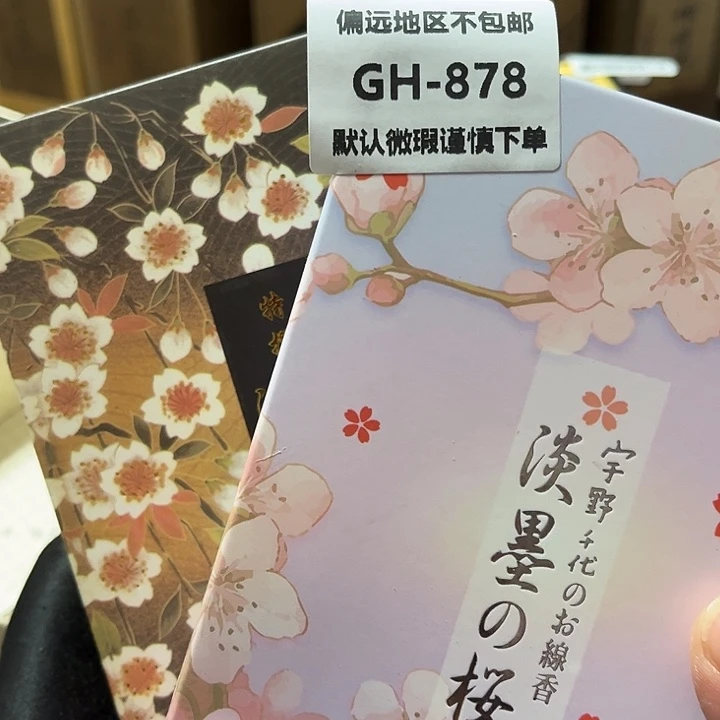 偏远地区不包邮
GH-878
默认微瑕谨慎下单
宇野千代のお線香
淡墨の桜